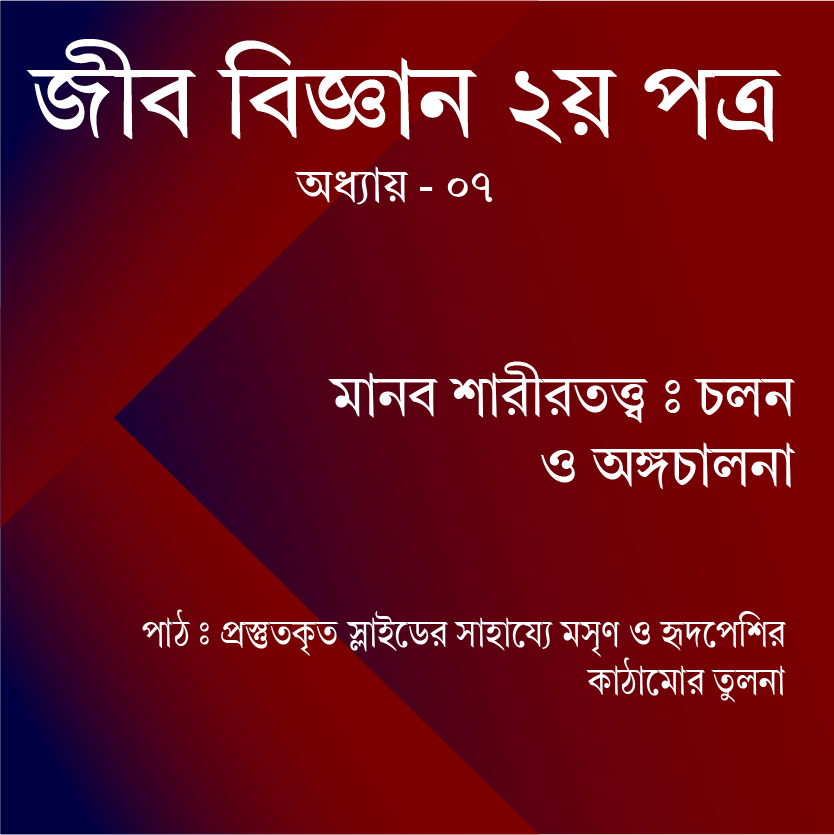 জীব বিজ্ঞান ২য় পত্র
অধ্যায় - ০৭
মানব শারীরতত্ত্ব ঃ চলন
ও অঙ্গচালনা
পাঠ ঃ প্রস্তুতকৃত স্লাইডের সাহায্যে মসৃণ ও হৃদপেশির
কাঠামোর তুলনা